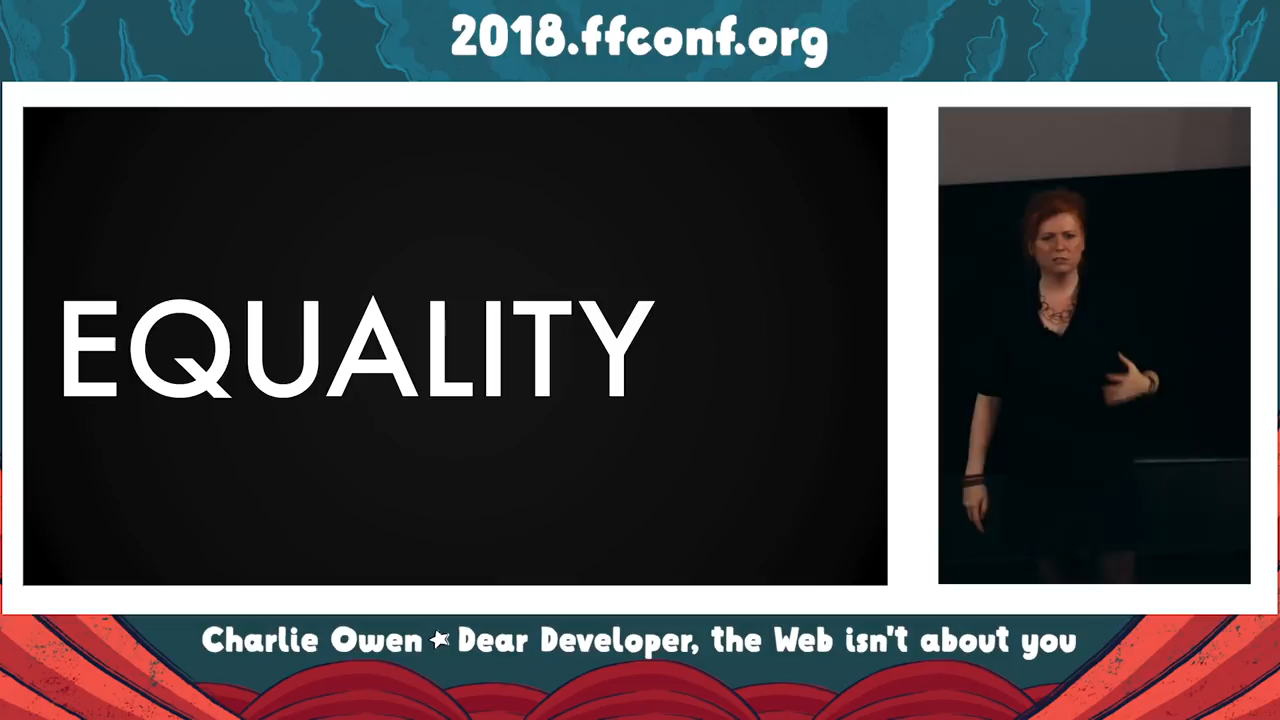 2018.ffconf.org
EQUALITY
Charlie Owen ★ Dear Developer, the Web isn't about you